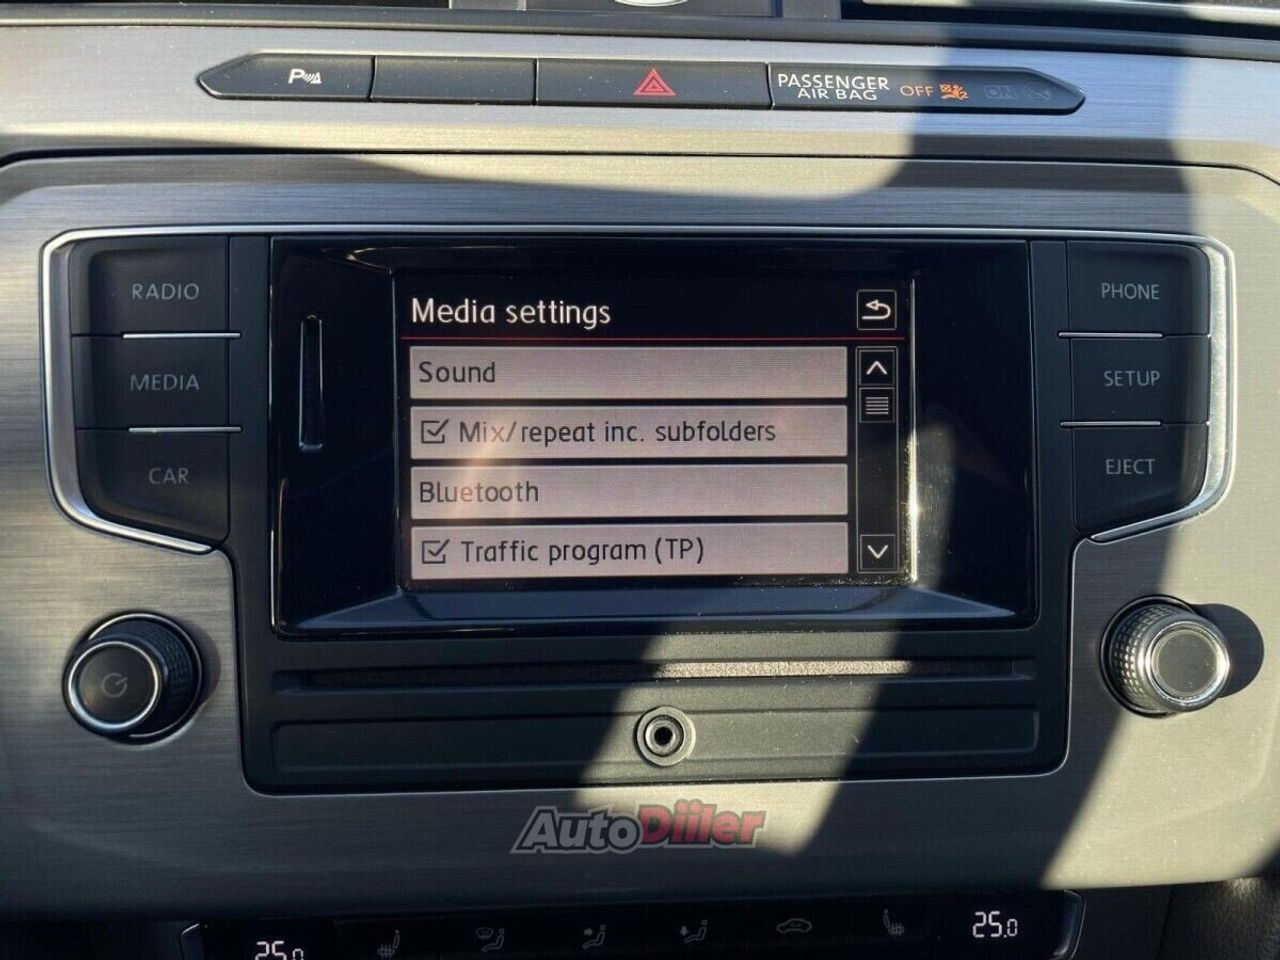 P
PASSENGER
AIR BAG
OFF
ON
RADIO
MEDIA
CAR
Media settings
Sound
Mix/repeat inc. subfolders
Bluetooth
Traffic program (TP)
PHONE
SETUP
EJECT
AutoDiiler
25.0
25.0